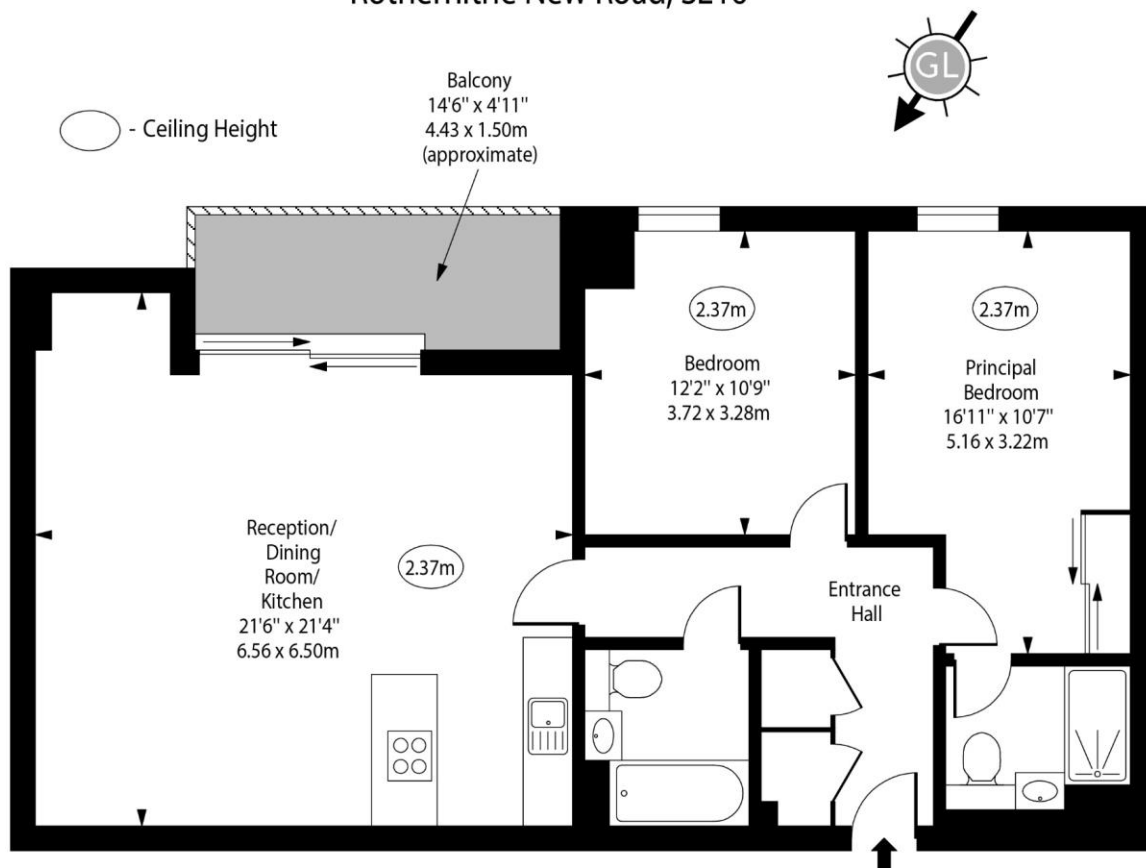 Rotherhithe New Road, SE16
GL
- Ceiling Height
Balcony
14'6" x 4'11"
4.43 x 1.50m
(approximate)
2.37m
Bedroom
12'2" x 10'9"
3.72 x 3.28m
2.37m
Principal
Bedroom
16'11" x 10'7"
5.16 x 3.22m
Reception/
Dining
Room/
Kitchen
21'6" x 21'4"
6.56 x 6.50m
2.37m
Entrance
Hall